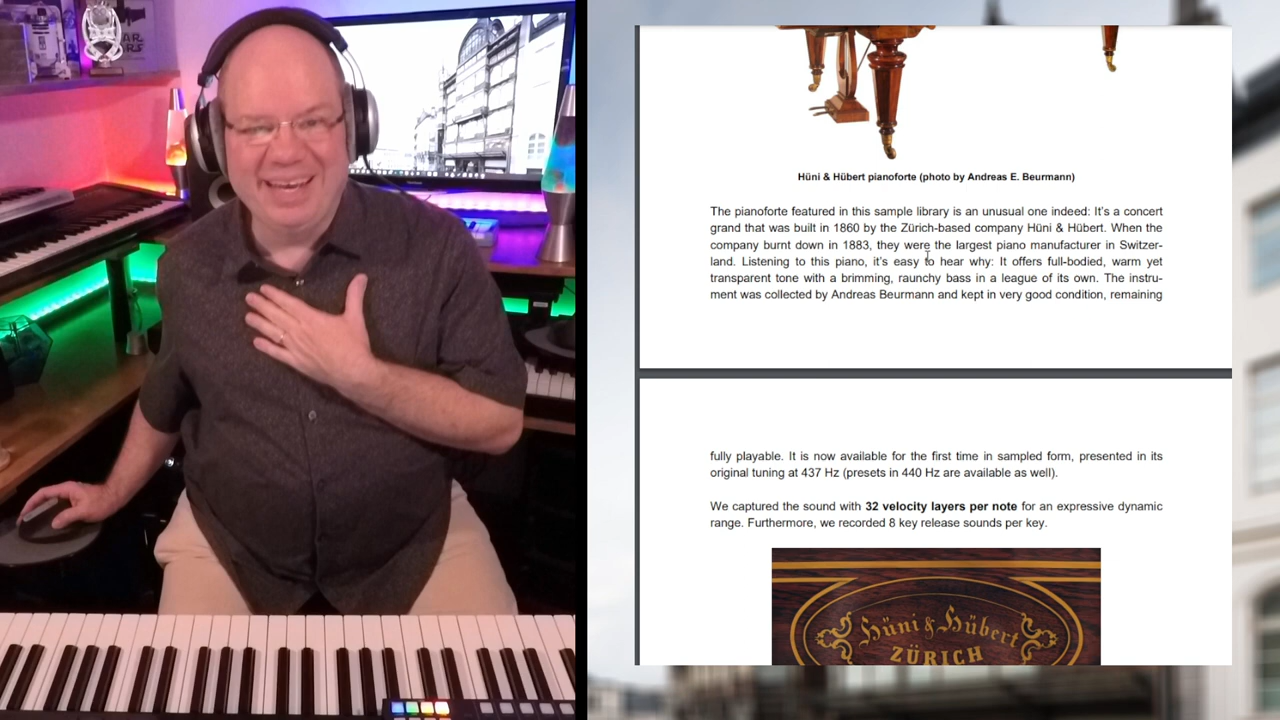 STAR
WARS
Hüni & Hübert pianoforte (photo by Andreas E. Beurmann)
The pianoforte featured in this sample library is an unusual one indeed: It's a concert
grand that was built in 1860 by the Zürich-based company Hüni & Hübert. When the
company burnt down in 1883, they were the largest piano manufacturer in Switzer-
land. Listening to this piano, it's easy to hear why: It offers full-bodied, warm yet
transparent tone with a brimming, raunchy bass in a league of its own. The instru-
ment was collected by Andreas Beurmann and kept in very good condition, remaining
fully playable. It is now available for the first time in sampled form, presented in its
original tuning at 437 Hz (presets in 440 Hz are available as well).
We captured the sound with 32 velocity layers per note for an expressive dynamic
range. Furthermore, we recorded 8 key release sounds per key.
Hüni & Hübert
ZÜRICH